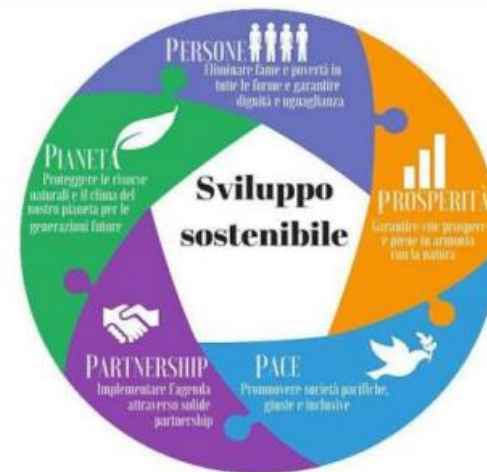 PERSONE
Eliminare fame e povertà in
tutte le forme e garantire
dignità e uguaglianza
PROSPERITÀ
Garantire vite prospere
e piene in armonia
con la natura
PACE
Promuovere società pacifiche,
giuste e inclusive
PARTNERSHIP
Implementare l'agenda
attraverso solide
partnership
PIANETA
Proteggere le risorse
naturali e il clima del
nostro pianeta per le
generazioni future
Sviluppo
sostenibile